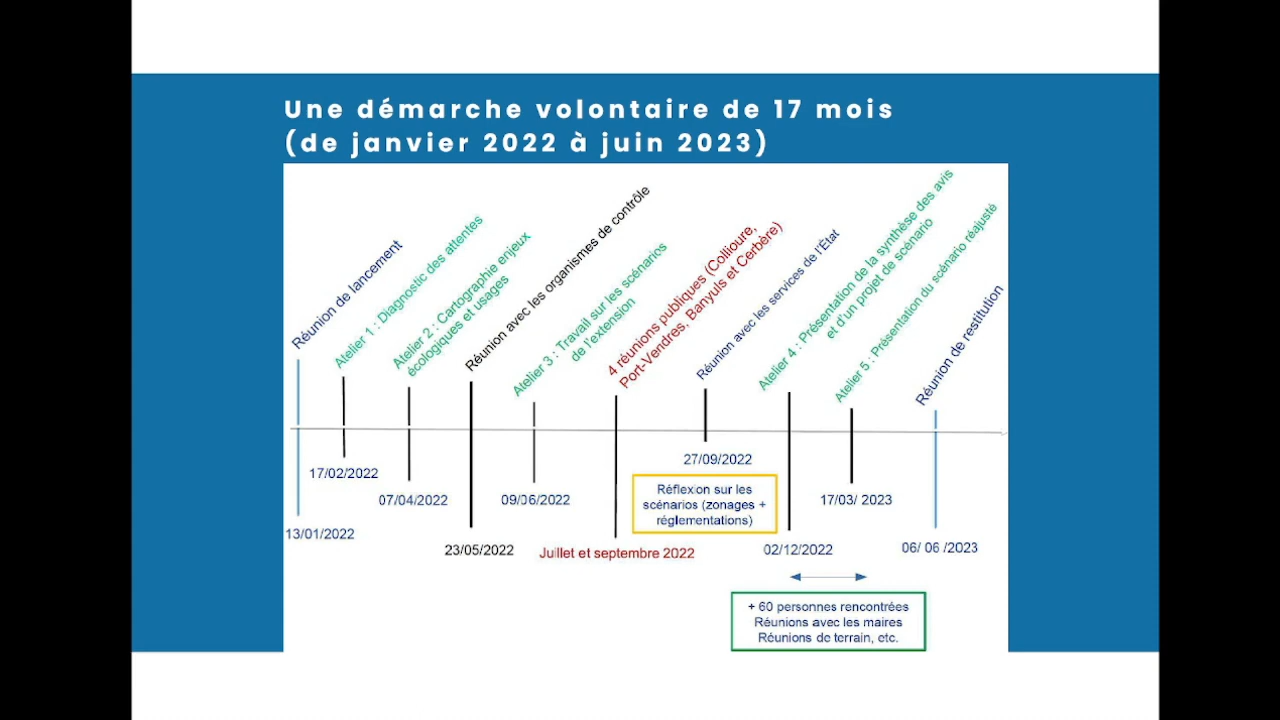 Une démarche volontaire de 17 mois
(de janvier 2022 à juin 2023)
Réunion de lancement
Atelier 1 : Diagnostic des attentes
Atelier 2 : Cartographie enjeux
écologiques et usages
Réunion avec les organismes de contrôle
Atelier 3 : Travail sur les scénarios
de l'extension
4 réunions publiques (Collioure,
Port-Vendres, Banyuls et Cerbère)
Réunion avec les services de l'État
Atelier 4 : Présentation de la synthèse des avis
et d'un projet de scénario
Atelier 5 : Présentation du scénario réajusté
Réunion de restitution
13/01/2022
17/02/2022
07/04/2022
23/05/2022
09/06/2022
Juillet et septembre 2022
27/09/2022
Réflexion sur les
scénarios (zonages +
réglementations)
02/12/2022
17/03/ 2023
06/ 06 /2023
+ 60 personnes rencontrées
Réunions avec les maires
Réunions de terrain, etc.